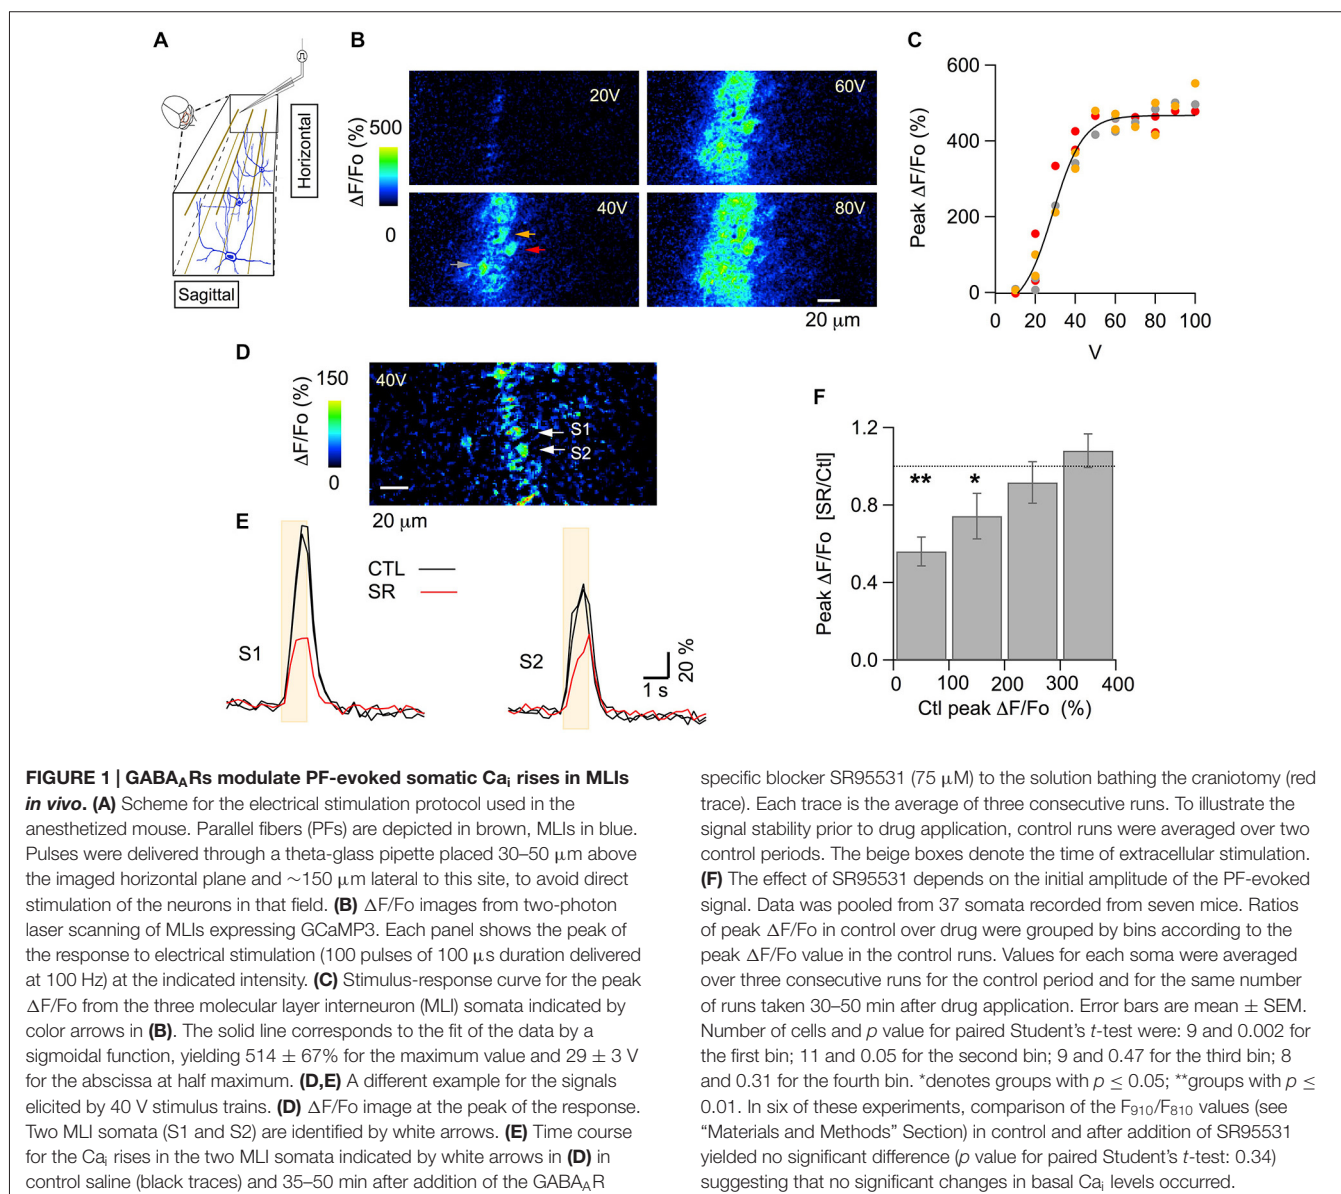 A
Horizontal
Sagittal
B
500
ΔF/Fo (%)
0
20V
60V
40V
80V
20 μm
C
600
400
200
0
Peak ΔF/Fo (%)
0 20 40 60 80 100
V
D
150
ΔF/Fo (%)
0
40V
S1
S2
20 μm
E
CTL
SR
S1
S2
20 %
1 s
F
1.2
0.8
0.4
0.0
Peak ΔF/Fo [SR/Ctl]
** *
0 100 200 300 400
Ctl peak ΔF/Fo (%)
FIGURE 1 | GABA_ARs modulate PF-evoked somatic Ca_i rises in MLIs
in vivo. (A) Scheme for the electrical stimulation protocol used in the
anesthetized mouse. Parallel fibers (PFs) are depicted in brown, MLIs in blue.
Pulses were delivered through a theta-glass pipette placed 30–50 μm above
the imaged horizontal plane and ∼150 μm lateral to this site, to avoid direct
stimulation of the neurons in that field. (B) ΔF/Fo images from two-photon
laser scanning of MLIs expressing GCaMP3. Each panel shows the peak of
the response to electrical stimulation (100 pulses of 100 μs duration delivered
at 100 Hz) at the indicated intensity. (C) Stimulus-response curve for the peak
ΔF/Fo from the three molecular layer interneuron (MLI) somata indicated by
color arrows in (B). The solid line corresponds to the fit of the data by a
sigmoidal function, yielding 514 ± 67% for the maximum value and 29 ± 3 V
for the abscissa at half maximum. (D,E) A different example for the signals
elicited by 40 V stimulus trains. (D) ΔF/Fo image at the peak of the response.
Two MLI somata (S1 and S2) are identified by white arrows. (E) Time course
for the Ca_i rises in the two MLI somata indicated by white arrows in (D) in
control saline (black traces) and 35–50 min after addition of the GABA_AR
specific blocker SR95531 (75 μM) to the solution bathing the craniotomy (red
trace). Each trace is the average of three consecutive runs. To illustrate the
signal stability prior to drug application, control runs were averaged over two
control periods. The beige boxes denote the time of extracellular stimulation.
(F) The effect of SR95531 depends on the initial amplitude of the PF-evoked
signal. Data was pooled from 37 somata recorded from seven mice. Ratios
of peak ΔF/Fo in control over drug were grouped by bins according to the
peak ΔF/Fo value in the control runs. Values for each soma were averaged
over three consecutive runs for the control period and for the same number
of runs taken 30–50 min after drug application. Error bars are mean ± SEM.
Number of cells and p value for paired Student's t-test were: 9 and 0.002 for
the first bin; 11 and 0.05 for the second bin; 9 and 0.47 for the third bin; 8
and 0.31 for the fourth bin. *denotes groups with p ≤ 0.05; **groups with p ≤
0.01. In six of these experiments, comparison of the F_910/F_810 values (see
"Materials and Methods" Section) in control and after addition of SR95531
yielded no significant difference (p value for paired Student's t-test: 0.34)
suggesting that no significant changes in basal Ca_i levels occurred.